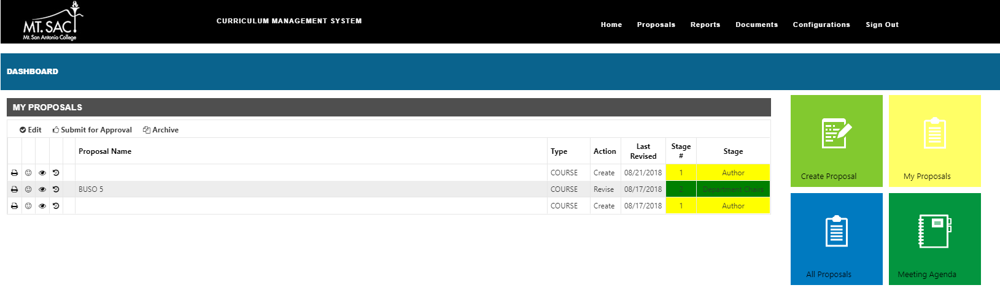 MT. SAC
Mt. San Antonio College
CURRICULUM MANAGEMENT SYSTEM
Home Proposals Reports Documents Configurations Sign Out
DASHBOARD
MY PROPOSALS
Edit Submit for Approval Archive
Proposal Name Type Action Last Revised Stage # Stage
COURSE Create 08/21/2018 1 Author
BUSO 5 COURSE Revise 08/17/2018 2 Department Chairs
COURSE Create 08/17/2018 1 Author
Create Proposal
My Proposals
All Proposals
Meeting Agenda